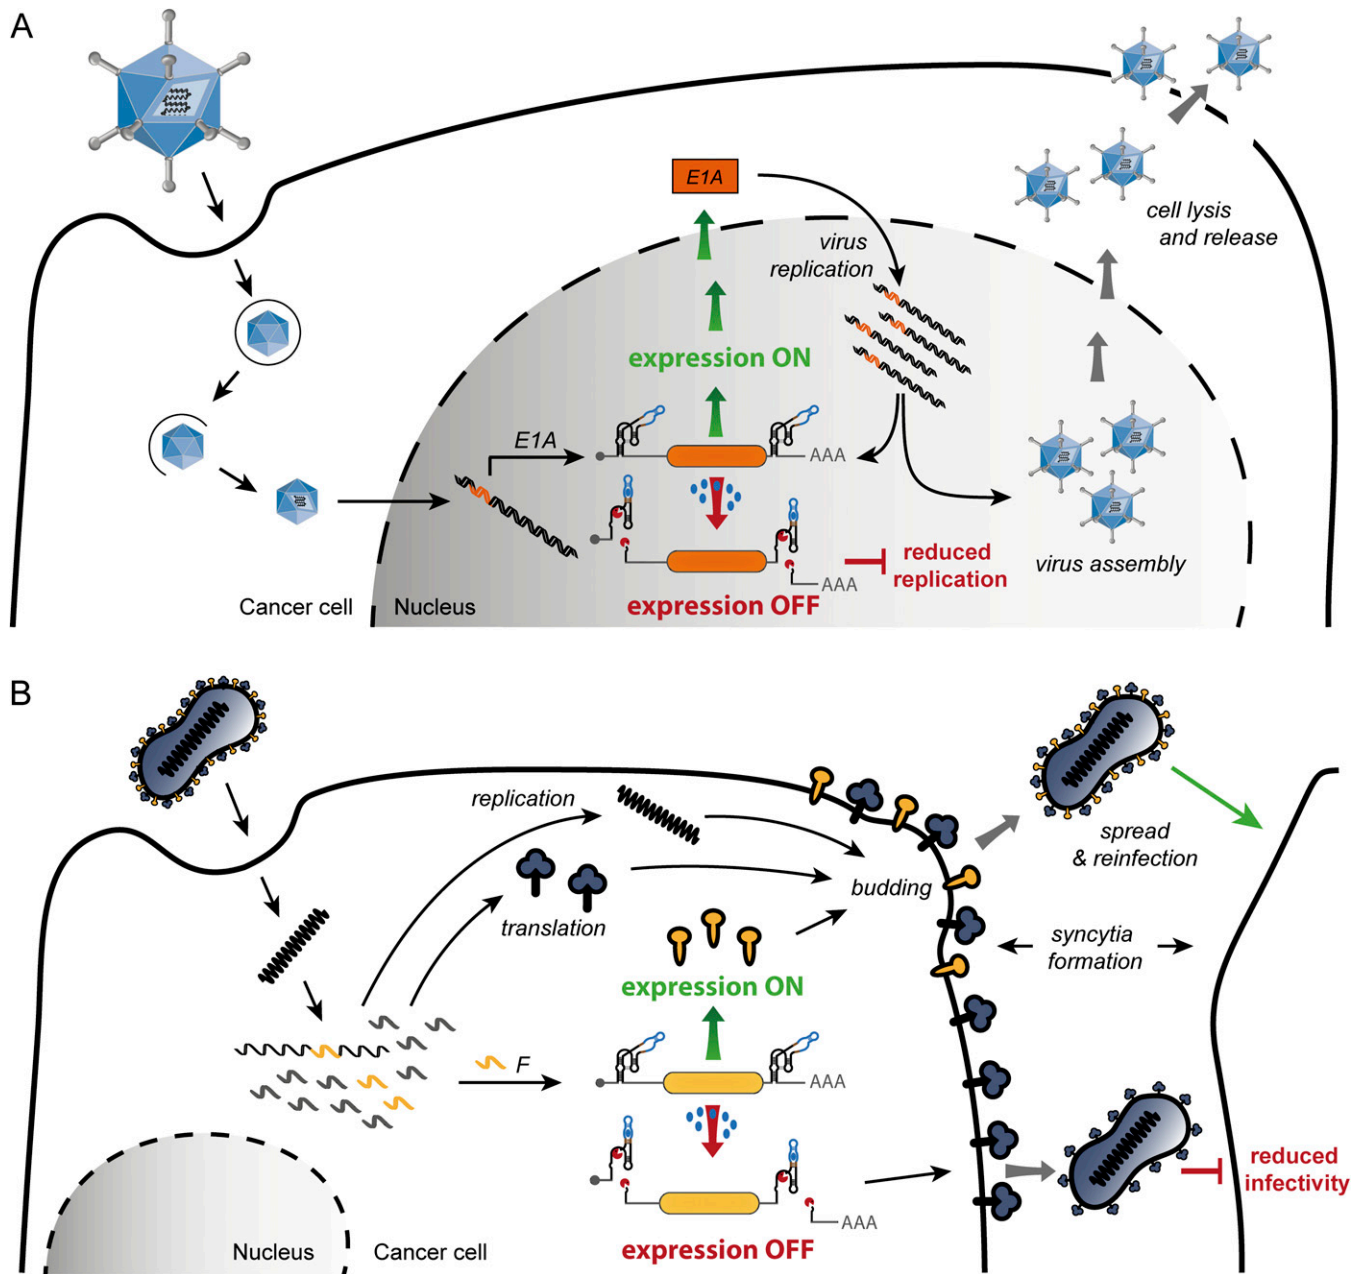 A
E1A
virus
replication
cell lysis
and release
expression ON
E1A
AAA
AAA
reduced
replication
virus assembly
expression OFF
Cancer cell
Nucleus
B
replication
translation
budding
spread
& reinfection
syncytia
formation
expression ON
F
AAA
AAA
reduced
infectivity
expression OFF
Nucleus
Cancer cell